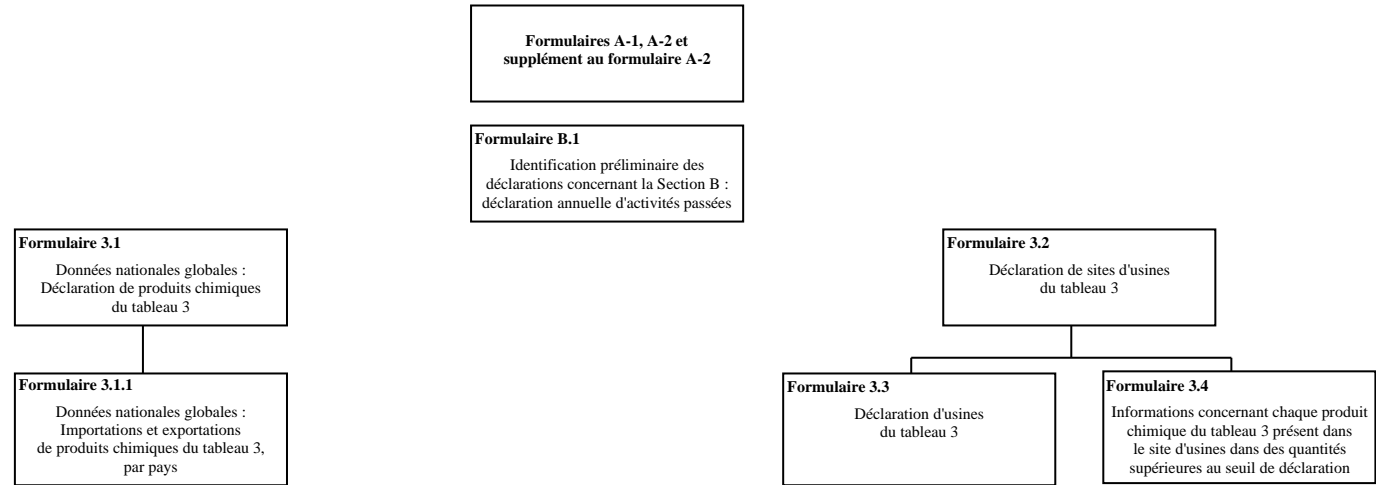 Formulaires A-1, A-2 et
supplément au formulaire A-2
Formulaire B.1
Identification préliminaire des
déclarations concernant la Section B :
déclaration annuelle d'activités passées
Formulaire 3.1
Données nationales globales :
Déclaration de produits chimiques
du tableau 3
Formulaire 3.2
Déclaration de sites d'usines
du tableau 3
Formulaire 3.1.1
Données nationales globales :
Importations et exportations
de produits chimiques du tableau 3,
par pays
Formulaire 3.3
Déclaration d'usines
du tableau 3
Formulaire 3.4
Informations concernant chaque produit
chimique du tableau 3 présent dans
le site d'usines dans des quantités
supérieures au seuil de déclaration